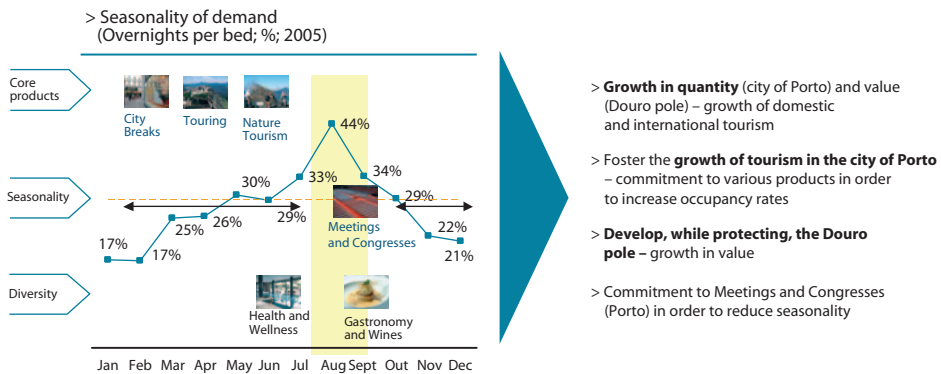 > Seasonality of demand
(Overnights per bed; %; 2005)
Core
products
City
Breaks
Touring
Nature
Tourism
44%
Seasonality
17%
17%
25%
26%
30%
29%
33%
34%
29%
22%
21%
Meetings
and Congresses
Diversity
Health and
Wellness
Gastronomy
and Wines
Jan Feb Mar Apr May Jun Jul Aug Sept Out Nov Dec
> Growth in quantity (city of Porto) and value
(Douro pole) – growth of domestic
and international tourism
> Foster the growth of tourism in the city of Porto
– commitment to various products in order
to increase occupancy rates
> Develop, while protecting, the Douro
pole – growth in value
> Commitment to Meetings and Congresses
(Porto) in order to reduce seasonality